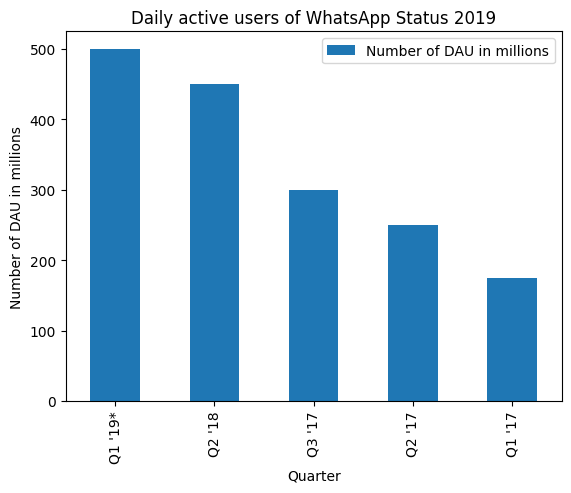 Daily active users of WhatsApp Status 2019
Number of DAU in millions
Number of DAU in millions
500
400
300
200
100
0
Q1 '19*
Q2 '18
Q3 '17
Q2 '17
Q1 '17
Quarter